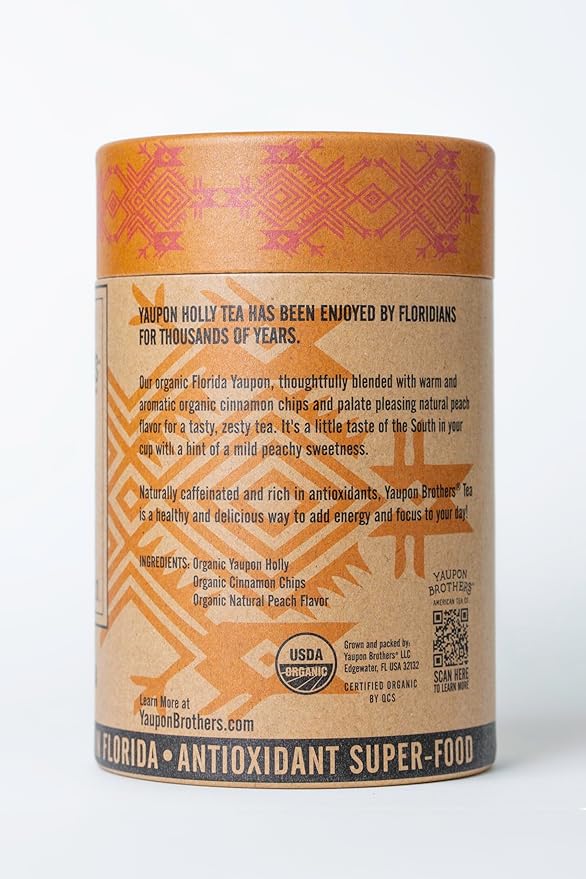 YAUPON HOLLY TEA HAS BEEN ENJOYED BY FLORIDIANS
FOR THOUSANDS OF YEARS.
Our organic Florida Yaupon, thoughtfully blended with warm and
aromatic organic cinnamon chips and palate pleasing natural peach
flavor for a tasty, zesty tea. It's a little taste of the South in your
cup with a hint of a mild peachy sweetness.
Naturally caffeinated and rich in antioxidants, Yaupon Brothers® Tea
is a healthy and delicious way to add energy and focus to your day!
INGREDIENTS: Organic Yaupon Holly
Organic Cinnamon Chips
Organic Natural Peach Flavor
YAUPON
BROTHERS
AMERICAN TEA CO.
SCAN HERE
TO LEARN MORE
USDA
ORGANIC
Grown and packed by:
Yaupon Brothers® LLC
Edgewater, FL USA 32132
CERTIFIED ORGANIC
BY QCS
Learn More at
YauponBrothers.com
FLORIDA • ANTIOXIDANT SUPER-FOOD